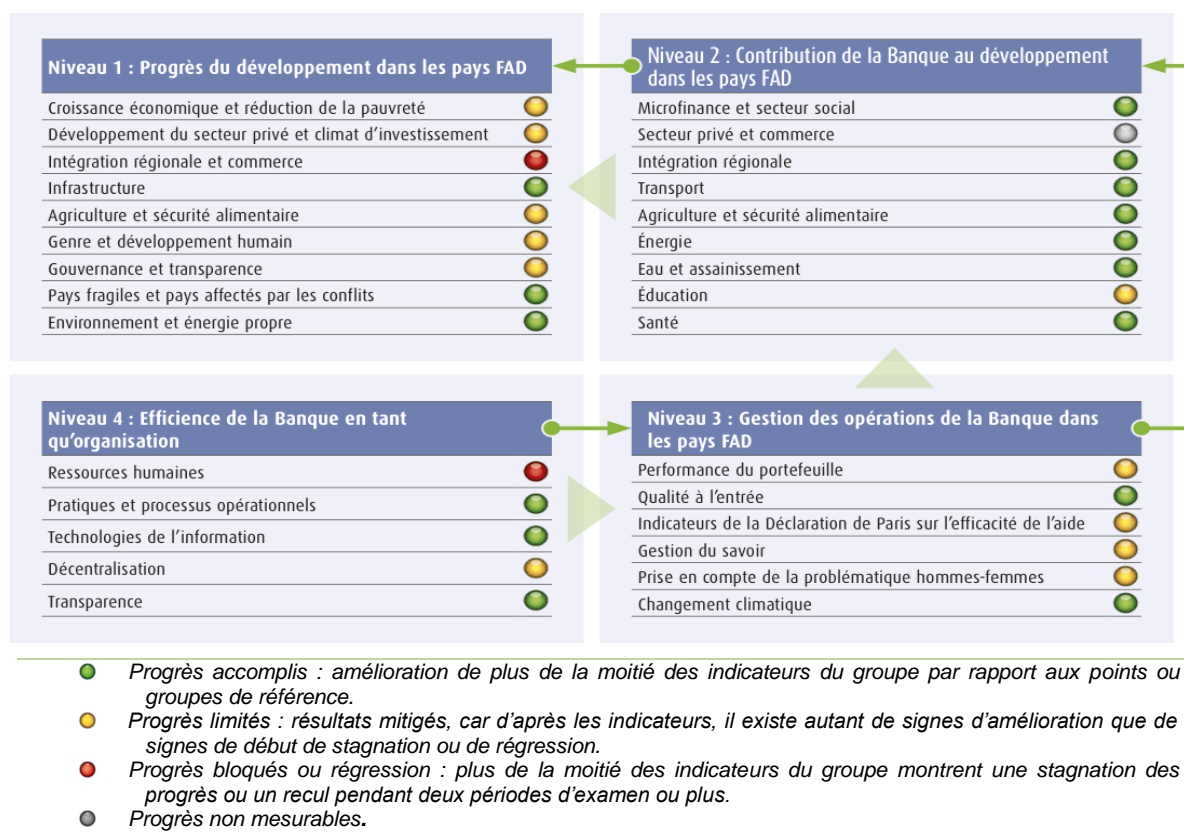 Niveau 1 : Progrès du développement dans les pays FAD
Croissance économique et réduction de la pauvreté
Développement du secteur privé et climat d'investissement
Intégration régionale et commerce
Infrastructure
Agriculture et sécurité alimentaire
Genre et développement humain
Gouvernance et transparence
Pays fragiles et pays affectés par les conflits
Environnement et énergie propre
Niveau 2 : Contribution de la Banque au développement
dans les pays FAD
Microfinance et secteur social
Secteur privé et commerce
Intégration régionale
Transport
Agriculture et sécurité alimentaire
Énergie
Eau et assainissement
Éducation
Santé
Niveau 4 : Efficience de la Banque en tant
qu'organisation
Ressources humaines
Pratiques et processus opérationnels
Technologies de l'information
Décentralisation
Transparence
Niveau 3 : Gestion des opérations de la Banque dans
les pays FAD
Performance du portefeuille
Qualité à l'entrée
Indicateurs de la Déclaration de Paris sur l'efficacité de l'aide
Gestion du savoir
Prise en compte de la problématique hommes-femmes
Changement climatique
Progrès accomplis : amélioration de plus de la moitié des indicateurs du groupe par rapport aux points ou
groupes de référence.
Progrès limités : résultats mitigés, car d'après les indicateurs, il existe autant de signes d'amélioration que de
signes de début de stagnation ou de régression.
Progrès bloqués ou régression : plus de la moitié des indicateurs du groupe montrent une stagnation des
progrès ou un recul pendant deux périodes d'examen ou plus.
Progrès non mesurables.